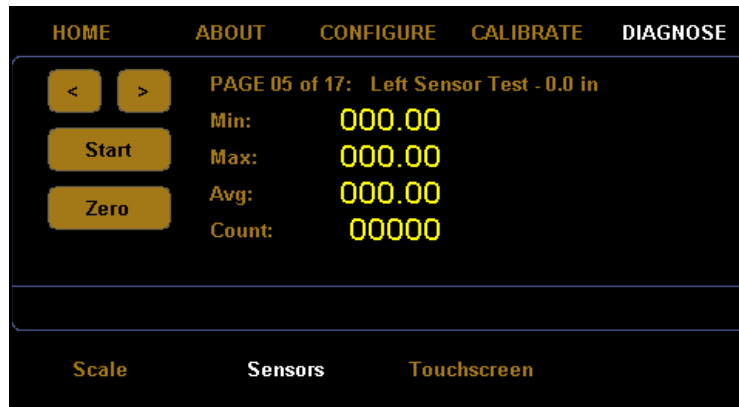 HOME ABOUT CONFIGURE CALIBRATE DIAGNOSE
< > PAGE 05 of 17: Left Sensor Test - 0.0 in
Min: 000.00
Start Max: 000.00
Zero Avg: 000.00
Count: 00000
Scale Sensors Touchscreen